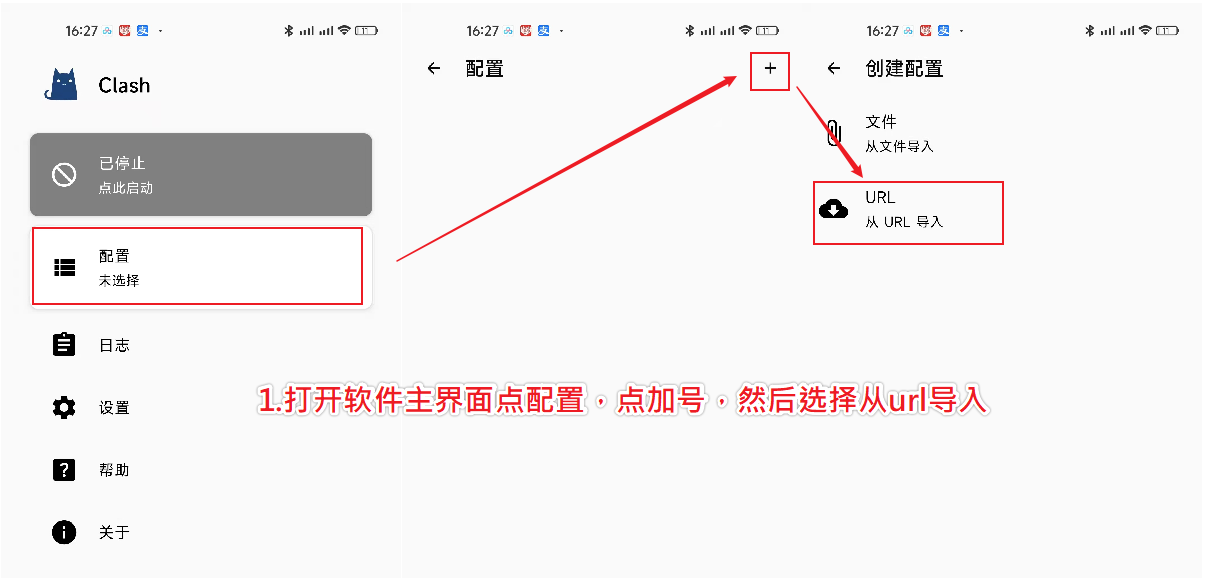 16:27
Clash
已停止
点此启动
配置
未选择
日志
设置
帮助
关于
16:27
配置
16:27
创建配置
文件
从文件导入
URL
从 URL 导入
1.打开软件主界面点配置，点加号，然后选择从url导入